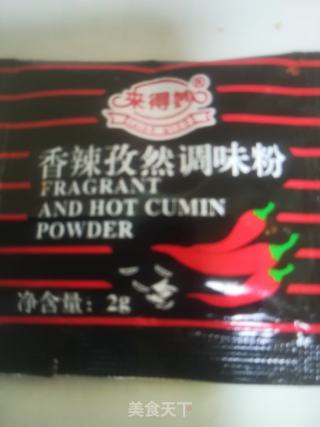 来得妙
®
香辣孜然调味粉
FRAGRANT
AND HOT CUMIN
POWDER
净含量：2g
美食天下